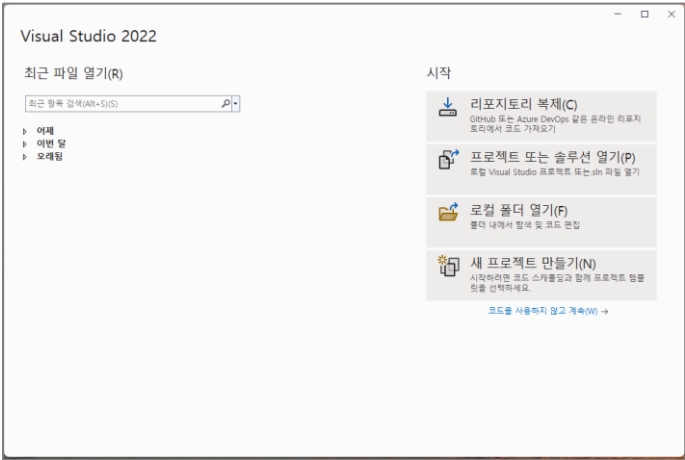 Visual Studio 2022
최근 파일 열기(R)
최근 항목 검색(Alt+S)(S)
어제
이번 달
오래됨
시작
리포지토리 복제(C)
GitHub 또는 Azure DevOps 같은 온라인 리포지
토리에서 코드 가져오기
프로젝트 또는 솔루션 열기(P)
로컬 Visual Studio 프로젝트 또는.sln 파일 열기
로컬 폴더 열기(F)
폴더 내에서 탐색 및 코드 편집
새 프로젝트 만들기(N)
시작하려면 코드 스캐폴딩과 함께 프로젝트 템플
릿을 선택하세요.
코드를 사용하지 않고 계속(W) →